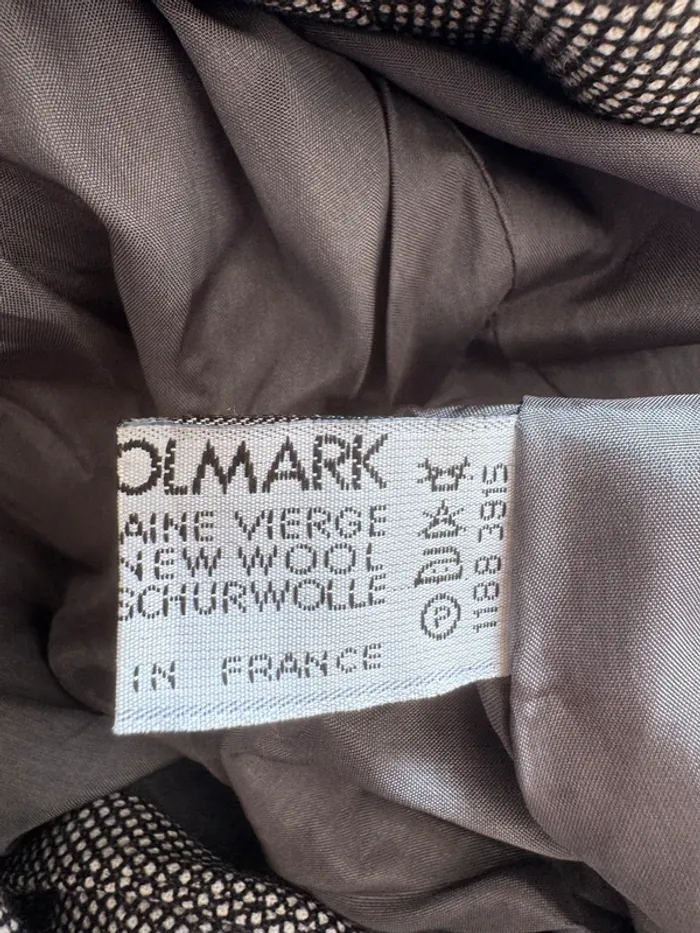 OLMARK
AINE VIERGE
NEW WOOL
SCHURWOLLE
IN FRANCE
P
1188 3915